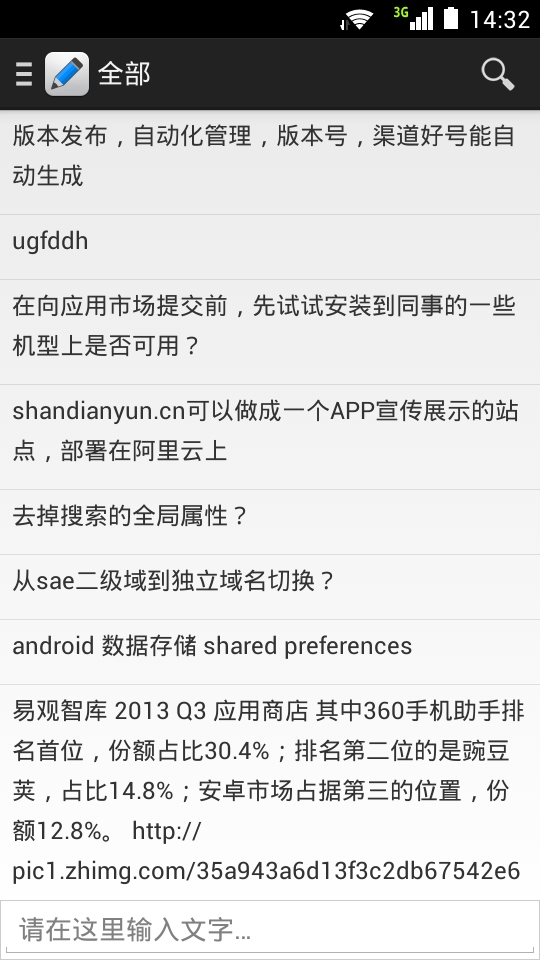 3G 14:32
全部
版本发布，自动化管理，版本号，渠道好号能自
动生成
ugfddh
在向应用市场提交前，先试试安装到同事的一些
机型上是否可用？
shandianyun.cn可以做成一个APP宣传展示的站
点，部署在阿里云上
去掉搜索的全局属性？
从sae二级域到独立域名切换？
android 数据存储 shared preferences
易观智库 2013 Q3 应用商店 其中360手机助手排
名首位，份额占比30.4%；排名第二位的是豌豆
荚，占比14.8%；安卓市场占据第三的位置，份
额12.8%。 http://
pic1.zhimg.com/35a943a6d13f3c2db67542e6
请在这里输入文字...